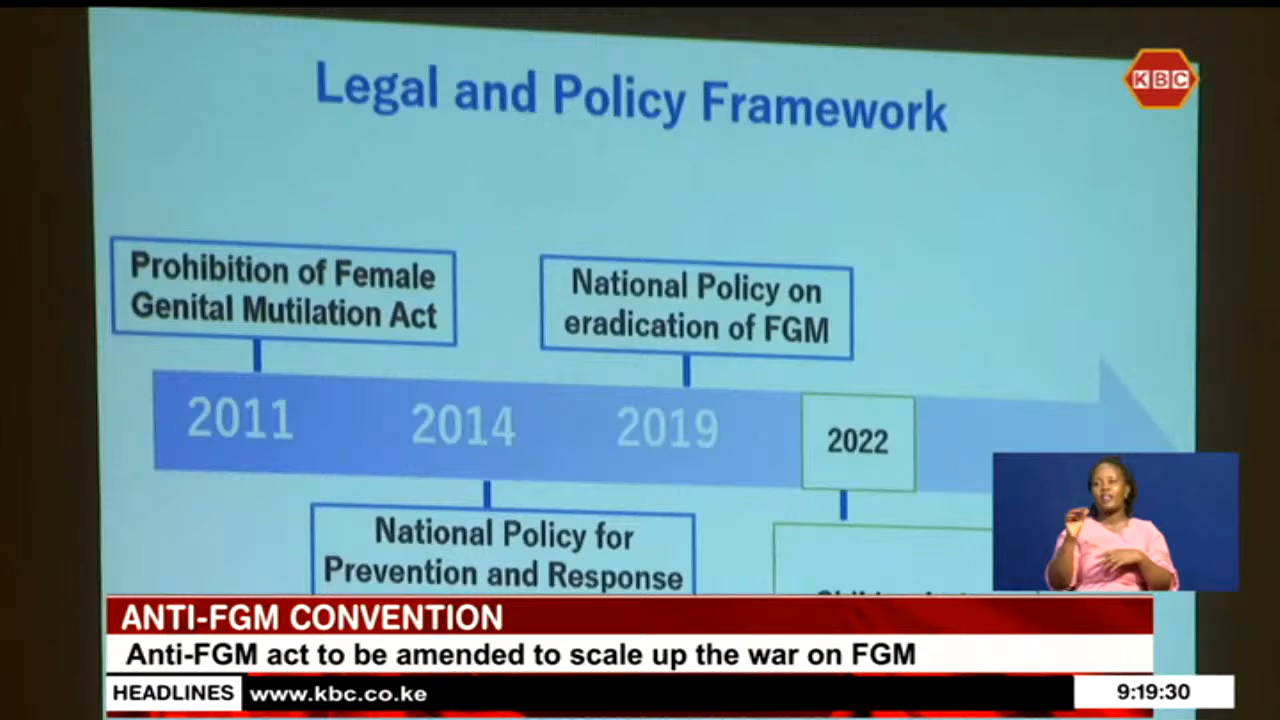 Legal and Policy Framework
KBC
Prohibition of Female
Genital Mutilation Act
National Policy on
eradication of FGM
2011
2014
2019
2022
National Policy for
Prevention and Response
ANTI-FGM CONVENTION
Anti-FGM act to be amended to scale up the war on FGM
HEADLINES
www.kbc.co.ke
9:19:30